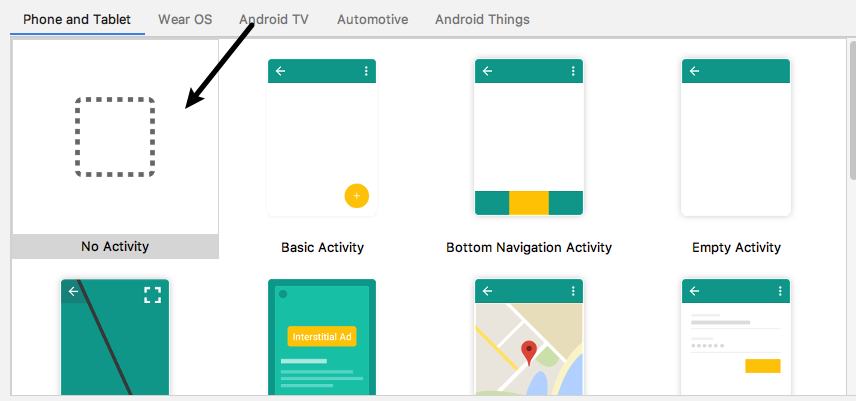 Phone and Tablet Wear OS Android TV Automotive Android Things
No Activity Basic Activity Bottom Navigation Activity Empty Activity
Interstitial Ad